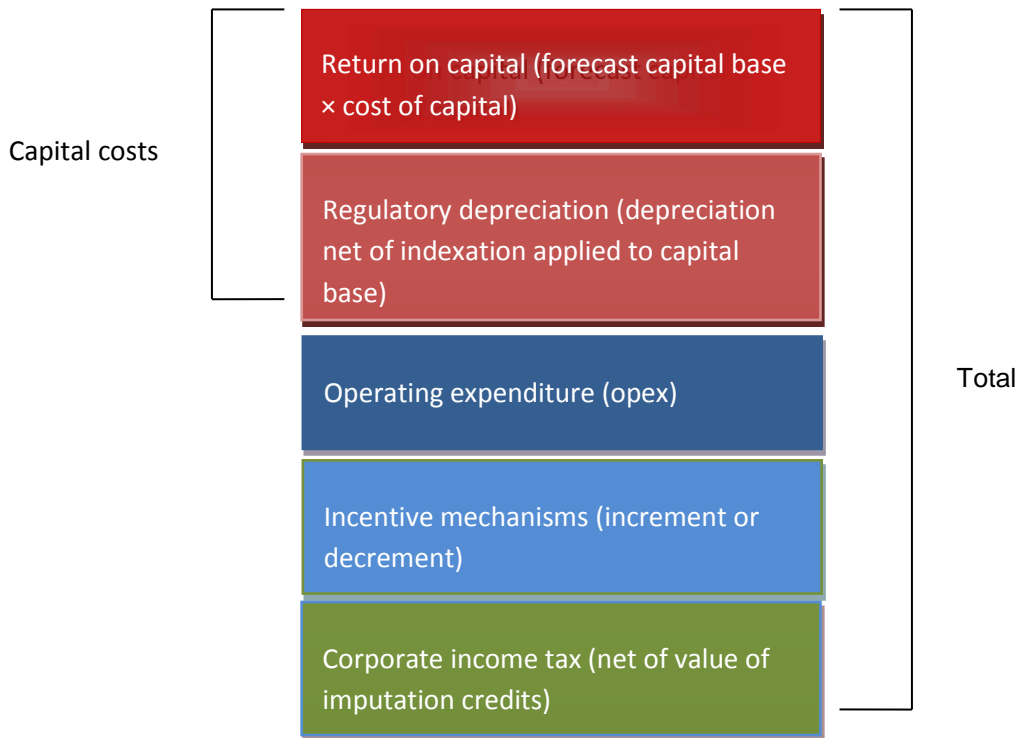 Return on capital (forecast capital base
× cost of capital)
Capital costs
Regulatory depreciation (depreciation
net of indexation applied to capital
base)
Operating expenditure (opex)
Total
Incentive mechanisms (increment or
decrement)
Corporate income tax (net of value of
imputation credits)